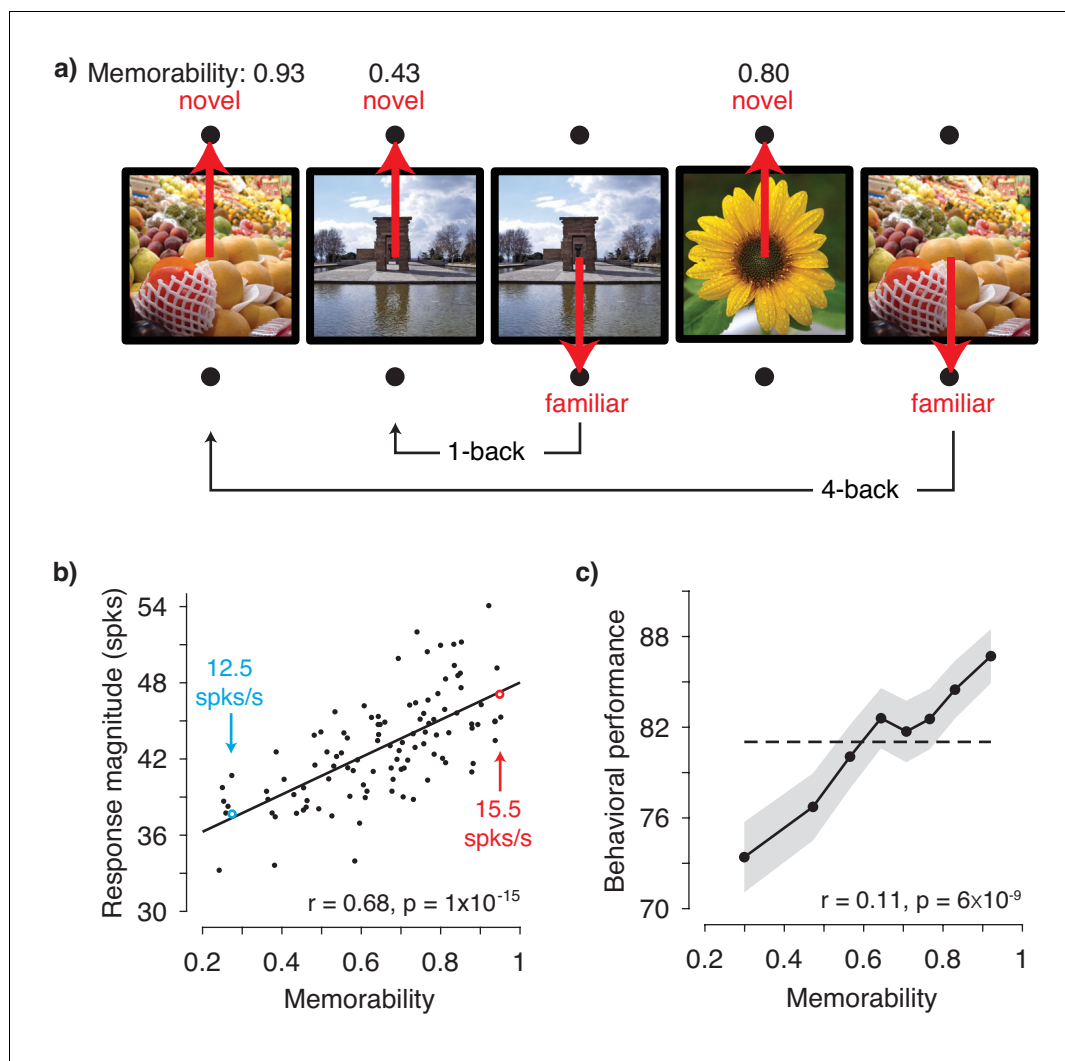 a) Memorability: 0.93 0.43 0.80
novel novel novel
familiar familiar
1-back
4-back
b)
Response magnitude (spks)
54
48
42
36
30
12.5
spks/s
15.5
spks/s
r = 0.68, p = 1x10⁻¹⁵
0.2 0.4 0.6 0.8 1
Memorability
c)
Behavioral performance
88
82
76
70
r = 0.11, p = 6×10⁻⁹
0.2 0.4 0.6 0.8 1
Memorability